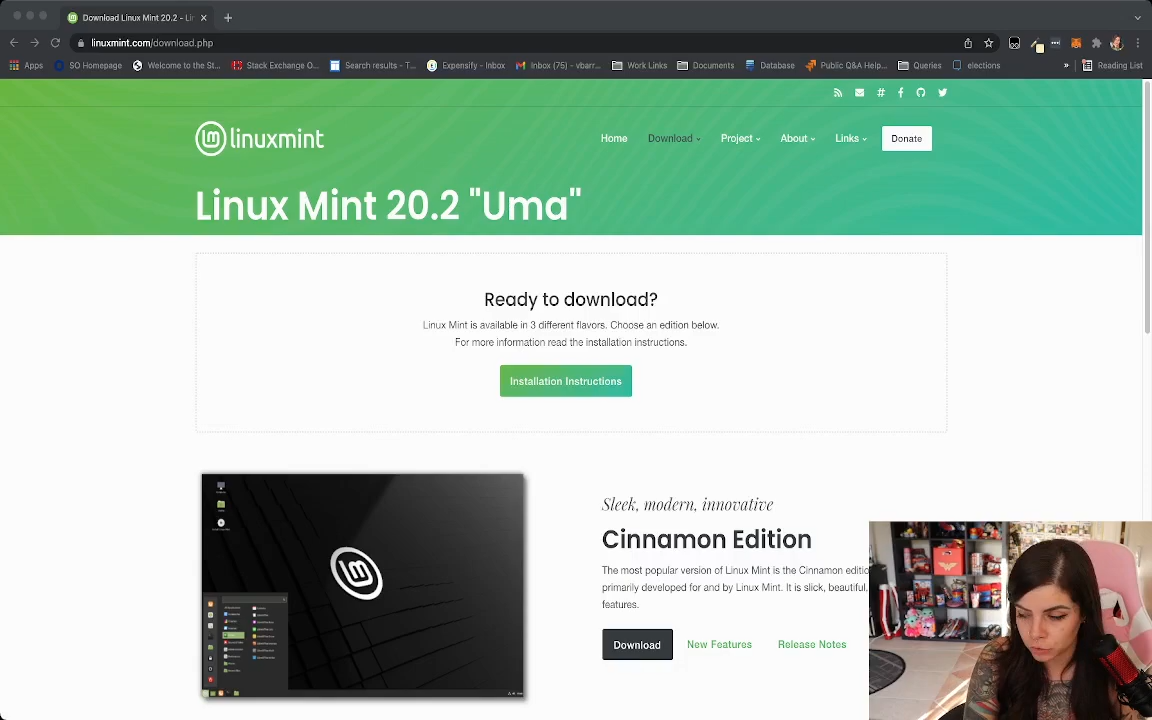 Download Linux Mint 20.2 - Lir
linuxmint.com/download.php
Apps
SO Homepage
Welcome to the St...
Stack Exchange O...
Search results - T...
Expensify - Inbox
Inbox (75) - vbarr...
Work Links
Documents
Database
Public Q&A Help...
Queries
elections
»
Reading List
linuxmint
Home
Download
Project
About
Links
Donate
Linux Mint 20.2 "Uma"
Ready to download?
Linux Mint is available in 3 different flavors. Choose an edition below.
For more information read the installation instructions.
Installation Instructions
Sleek, modern, innovative
Cinnamon Edition
The most popular version of Linux Mint is the Cinnamon editio
primarily developed for and by Linux Mint. It is slick, beautiful,
features.
Download
New Features
Release Notes